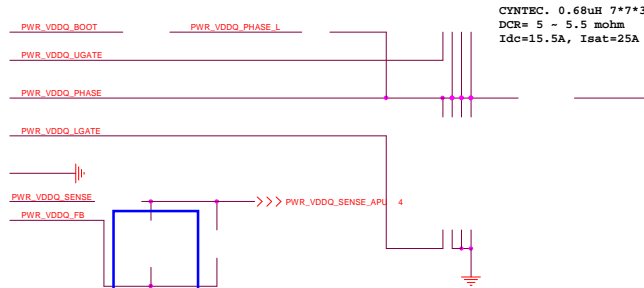 CYNTEC. 0.68uH 7*7*3
DCR= 5 ~ 5.5 mohm
Idc=15.5A, Isat=25A
PWR_VDDQ_BOOT
PWR_VDDQ_PHASE_L
PWR_VDDQ_UGATE
PWR_VDDQ_PHASE
PWR_VDDQ_LGATE
PWR_VDDQ_SENSE
PWR_VDDQ_SENSE_APU 4
PWR_VDDQ_FB